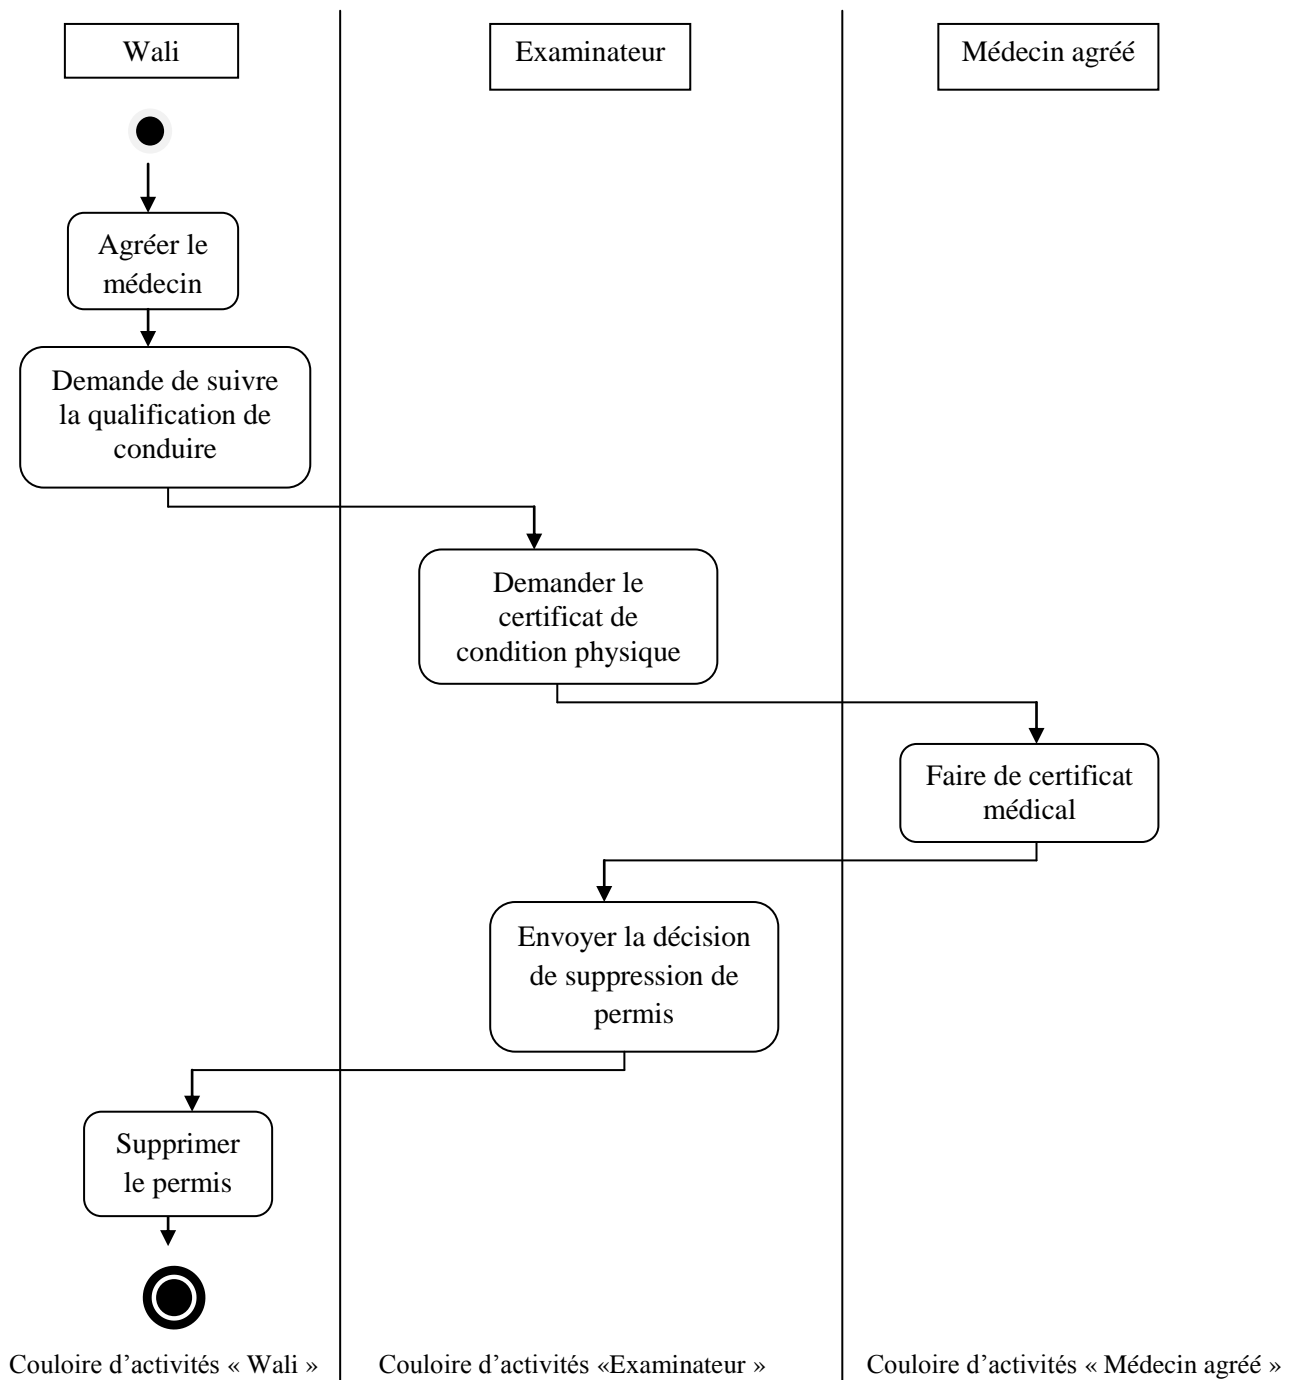 Wali
Examinateur
Médecin agréé
Agréer le
médecin
Demande de suivre
la qualification de
conduire
Demander le
certificat de
condition physique
Faire de certificat
médical
Envoyer la décision
de suppression de
permis
Supprimer
le permis
Couloire d’activités « Wali »
Couloire d’activités «Examinateur »
Couloire d’activités « Médecin agréé »